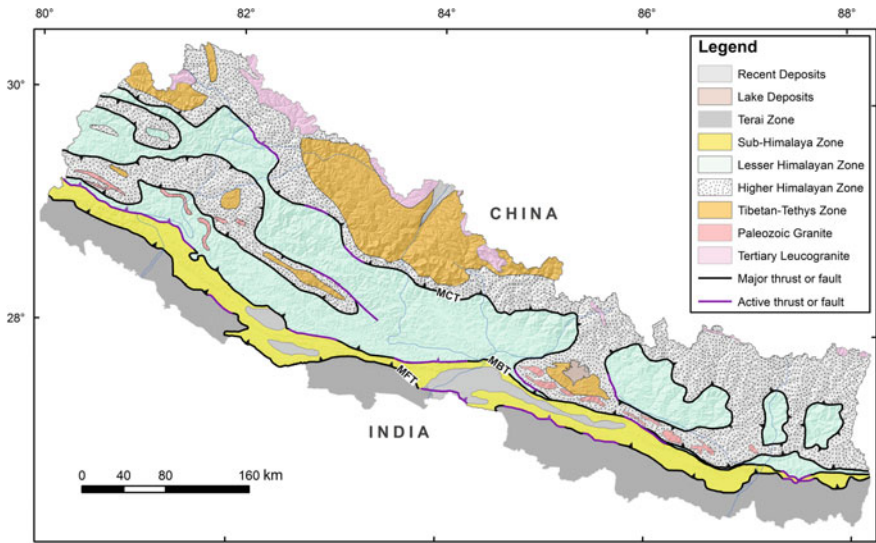 80°
82°
84°
86°
88°
30°
28°
Legend
Recent Deposits
Lake Deposits
Terai Zone
Sub-Himalaya Zone
Lesser Himalayan Zone
Higher Himalayan Zone
Tibetan-Tethys Zone
Paleozoic Granite
Tertiary Leucogranite
Major thrust or fault
Active thrust or fault
CHINA
MCT
MBT
MFT
INDIA
0 40 80 160 km